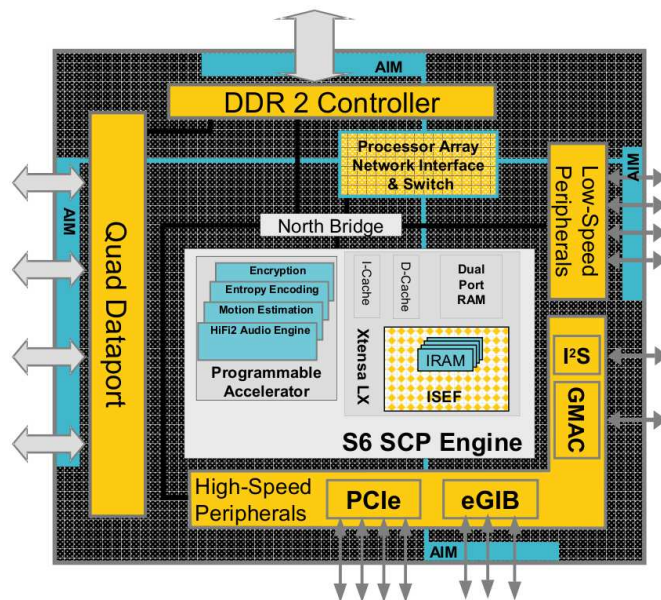 AIM
DDR 2 Controller
Processor Array
Network Interface
& Switch
AIM
Low-Speed
Peripherals
AIM
Quad Dataport
North Bridge
Encryption
Entropy Encoding
Motion Estimation
HiFi2 Audio Engine
Programmable
Accelerator
I-Cache
D-Cache
Dual
Port
RAM
Xtensa LX
IRAM
ISEF
S6 SCP Engine
I²S
GMAC
High-Speed
Peripherals
PCIe
eGIB
AIM